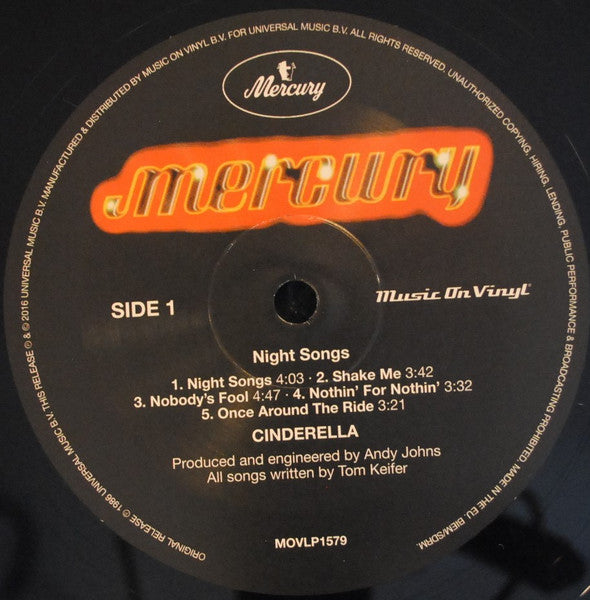 ORIGINAL RELEASE ℗ 1986 UNIVERSAL MUSIC B.V. THIS RELEASE ℗ & © 2016 UNIVERSAL MUSIC B.V. MANUFACTURED & DISTRIBUTED BY MUSIC ON VINYL B.V. FOR UNIVERSAL MUSIC B.V. ALL RIGHTS RESERVED. UNAUTHORIZED COPYING, HIRING, LENDING, PUBLIC PERFORMANCE & BROADCASTING PROHIBITED. MADE IN THE EU. BIEM/SDRM.
Mercury
mercury
SIDE 1
Music On Vinyl
Night Songs
1. Night Songs 4:03 · 2. Shake Me 3:42
3. Nobody's Fool 4:47 · 4. Nothin' For Nothin' 3:32
5. Once Around The Ride 3:21
CINDERELLA
Produced and engineered by Andy Johns
All songs written by Tom Keifer
MOVLP1579